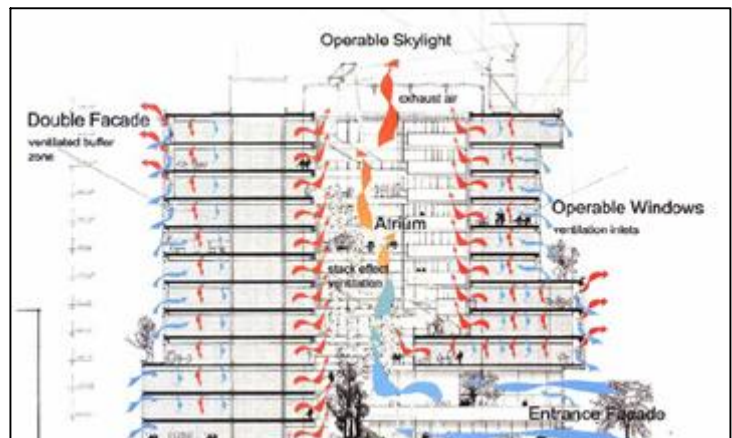 Operable Skylight
exhaust air
Double Facade
ventilated buffer
zone
Operable Windows
ventilation inlets
Atrium
stack effect
ventilation
Entrance Facade